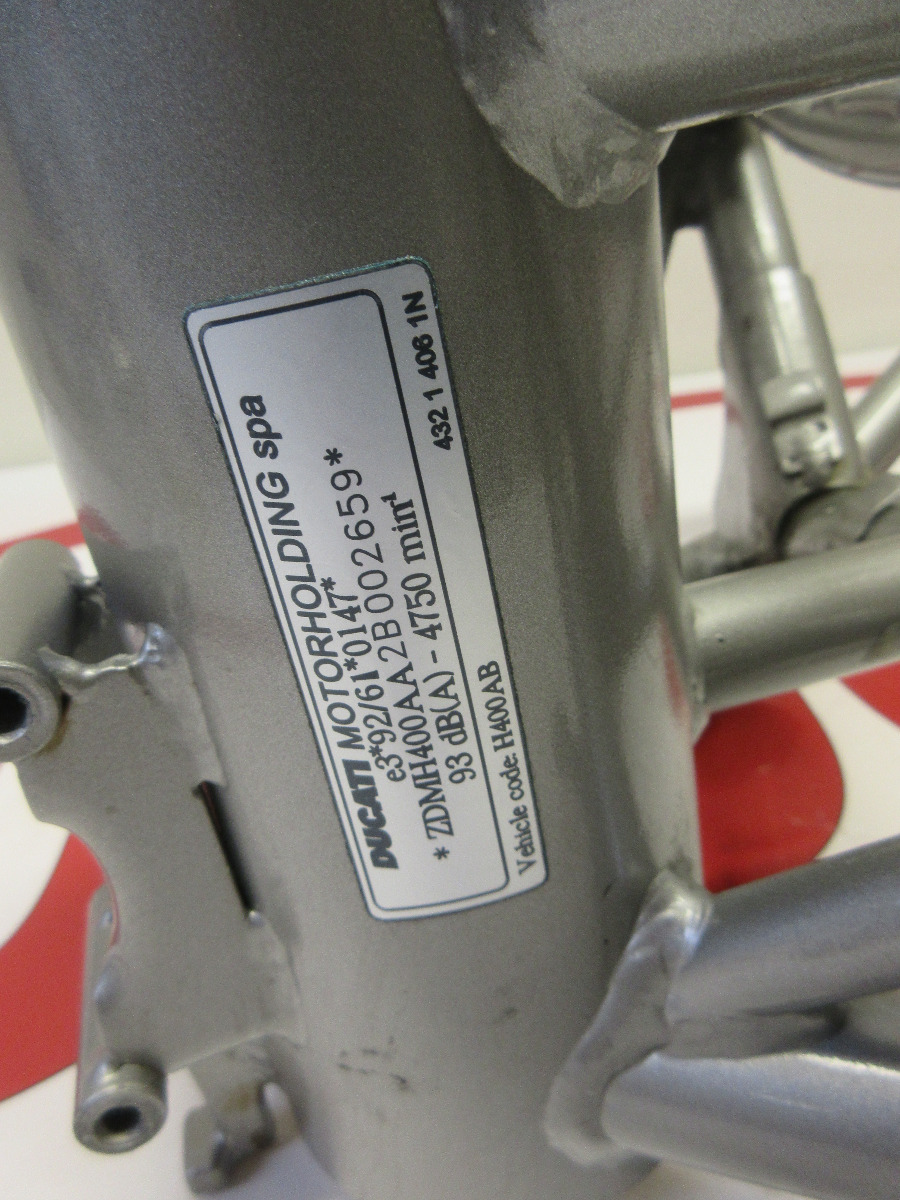 DUCATI MOTORHOLDING spa
e3*92/61*0147*
* ZDMH400AA2B002659*
93 dB(A) - 4750 min⁻¹
Vehicle code: H400AB 432 1 406 1N